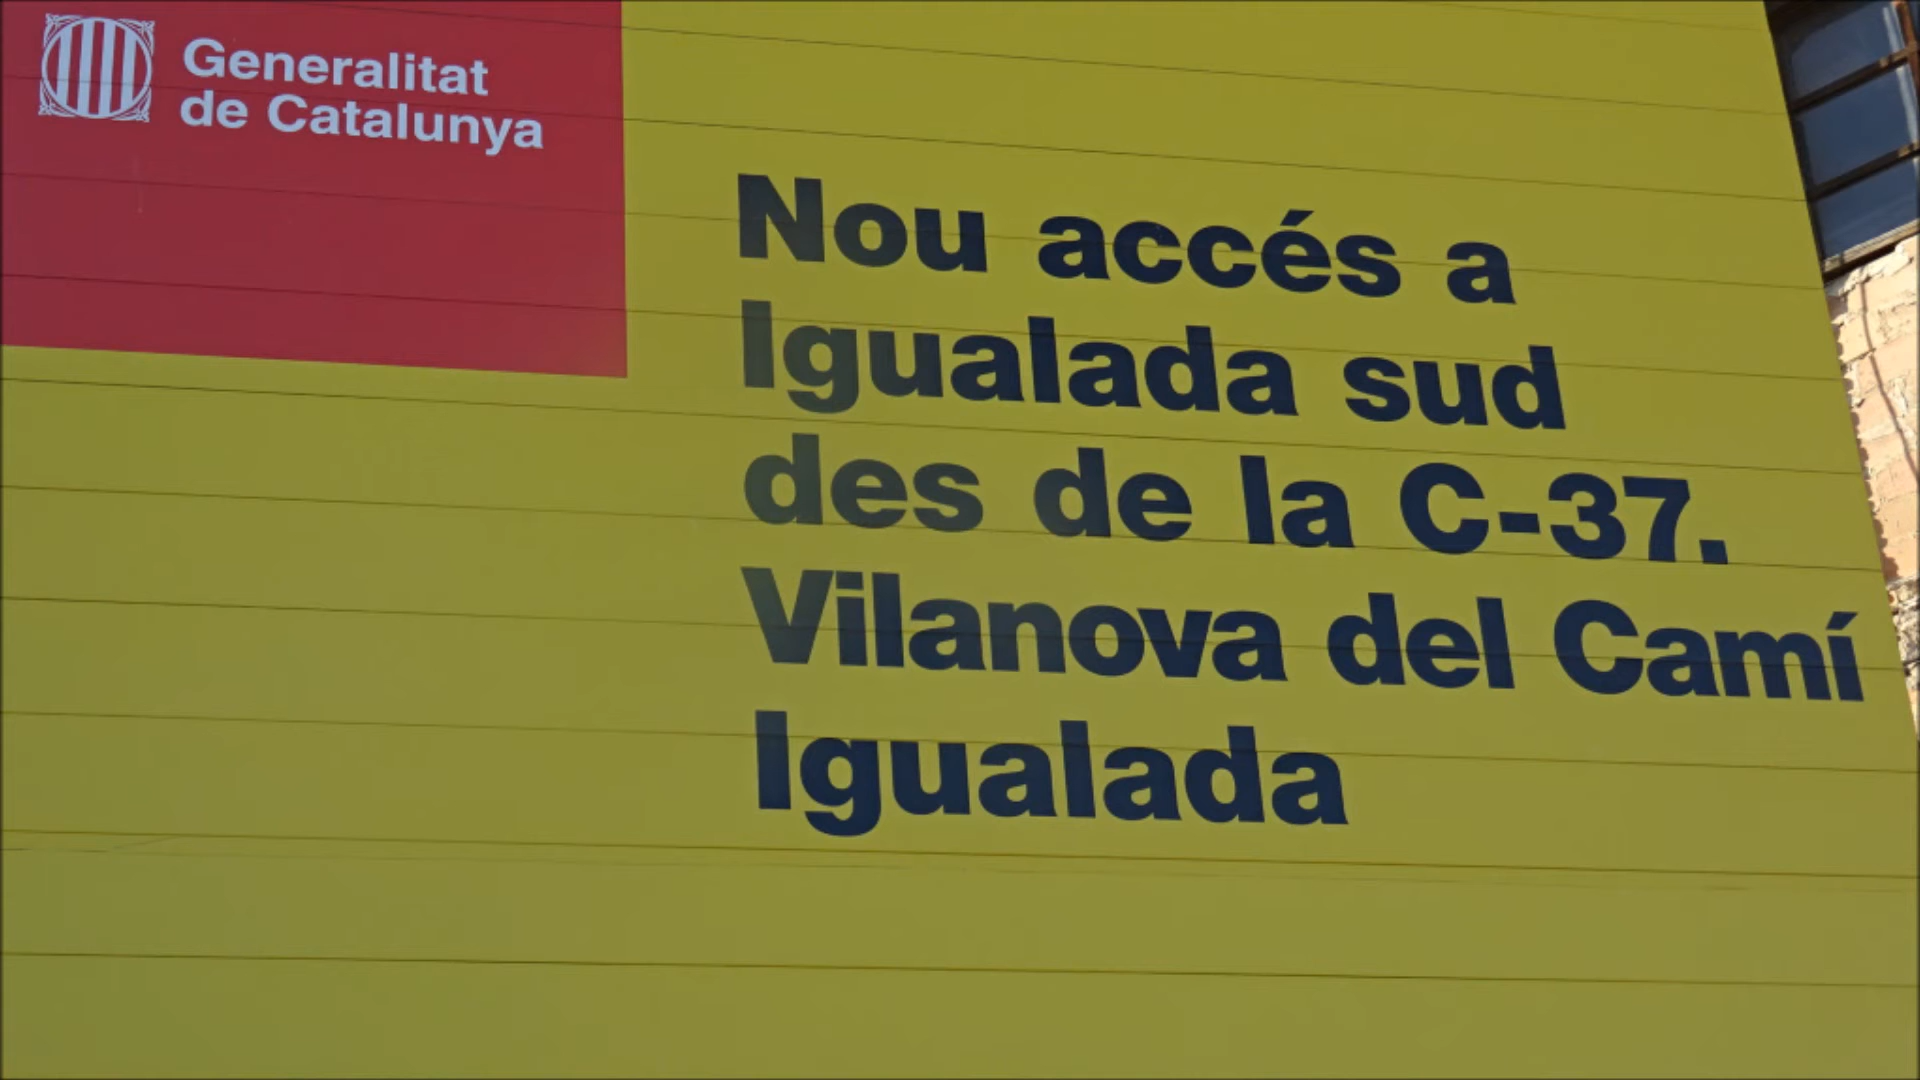 Generalitat
de Catalunya
Nou accés a
Igualada sud
des de la C-37.
Vilanova del Camí
Igualada